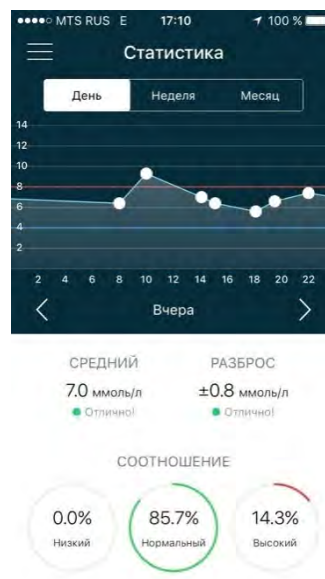 MTS RUS E 17:10 100 %
Статистика
День Неделя Месяц
14
12
10
8
6
4
2
2 4 6 8 10 12 14 16 18 20 22
Вчера
СРЕДНИЙ РАЗБРОС
7.0 ммоль/л ±0.8 ммоль/л
Отлично! Отлично!
СООТНОШЕНИЕ
0.0% 85.7% 14.3%
Низкий Нормальный Высокий